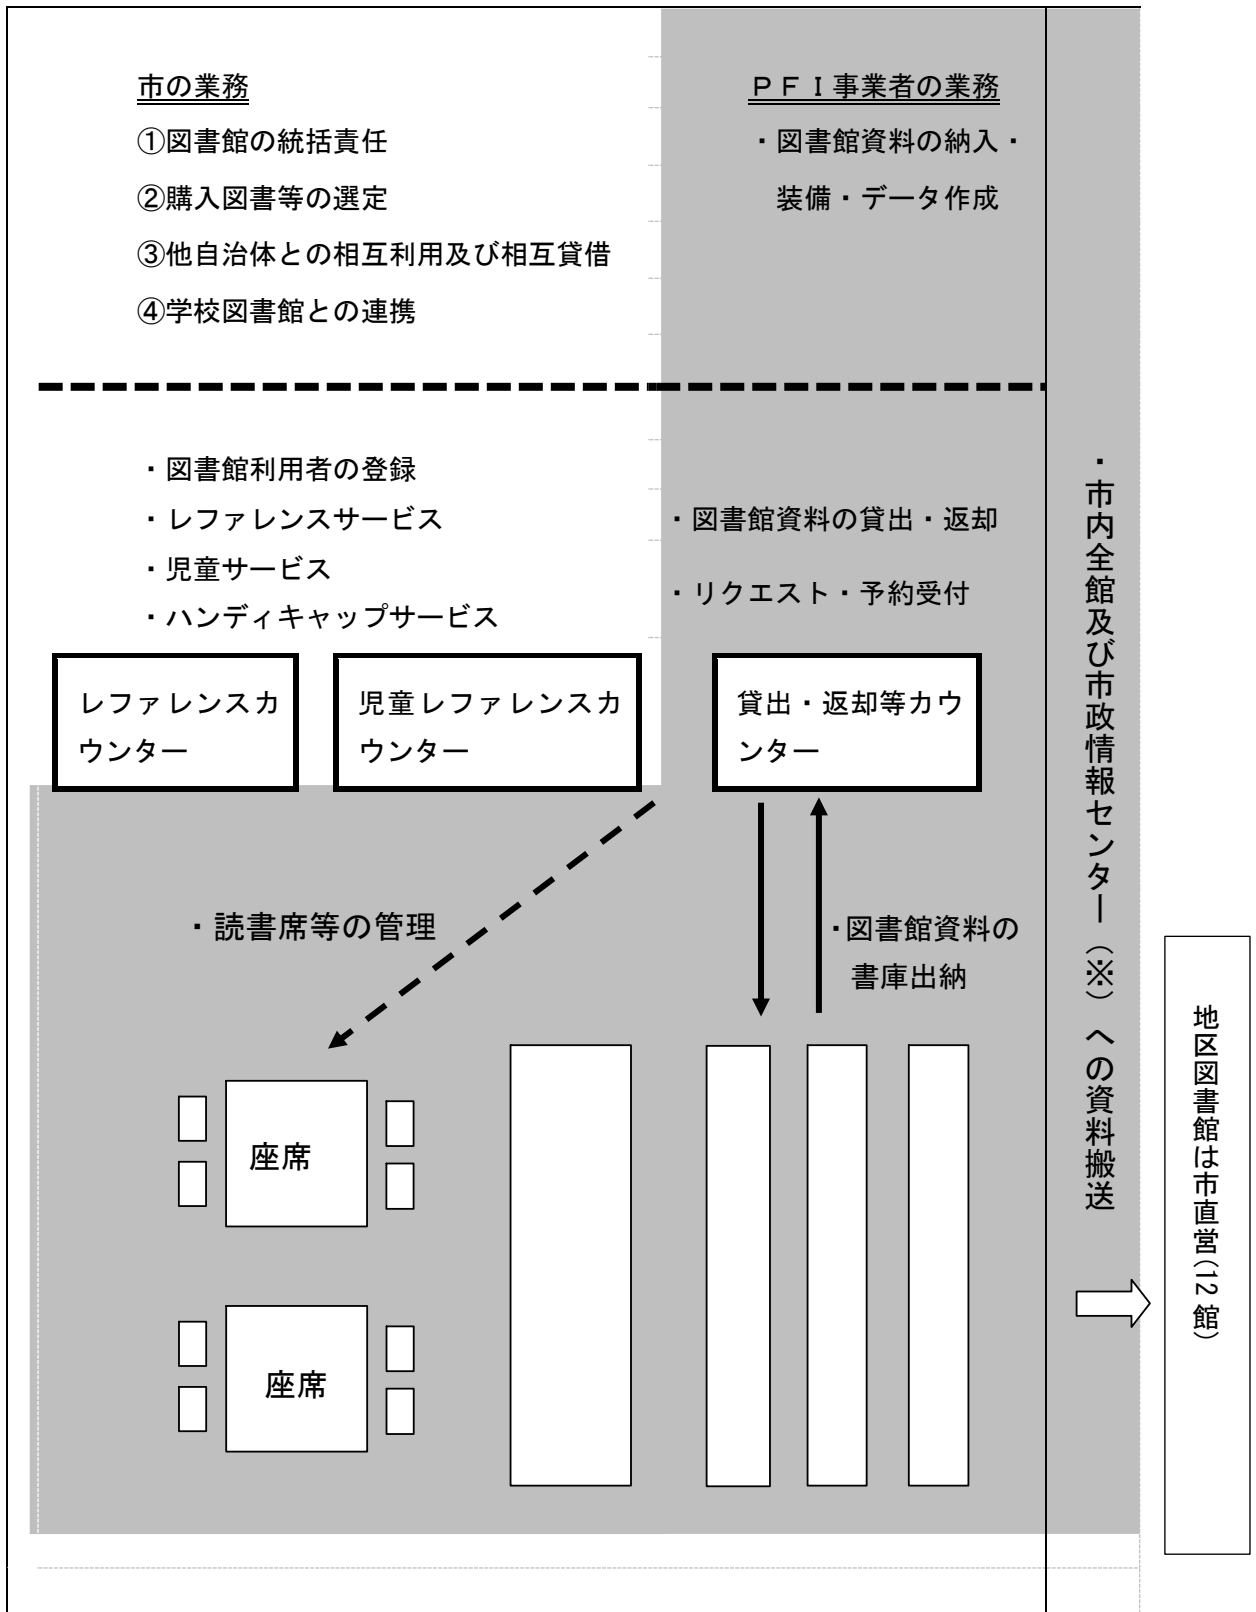 市の業務
①図書館の統括責任
②購入図書等の選定
③他自治体との相互利用及び相互貸借
④学校図書館との連携
ＰＦＩ事業者の業務
・図書館資料の納入・
装備・データ作成
・図書館利用者の登録
・レファレンスサービス
・児童サービス
・ハンディキャップサービス
・図書館資料の貸出・返却
・リクエスト・予約受付
レファレンスカ
ウンター
児童レファレンスカ
ウンター
貸出・返却等カウ
ンター
・読書席等の管理
・図書館資料の
書庫出納
座席
座席
・市内全館及び市政情報センター（※）への資料搬送
地区図書館は市直営(12館)